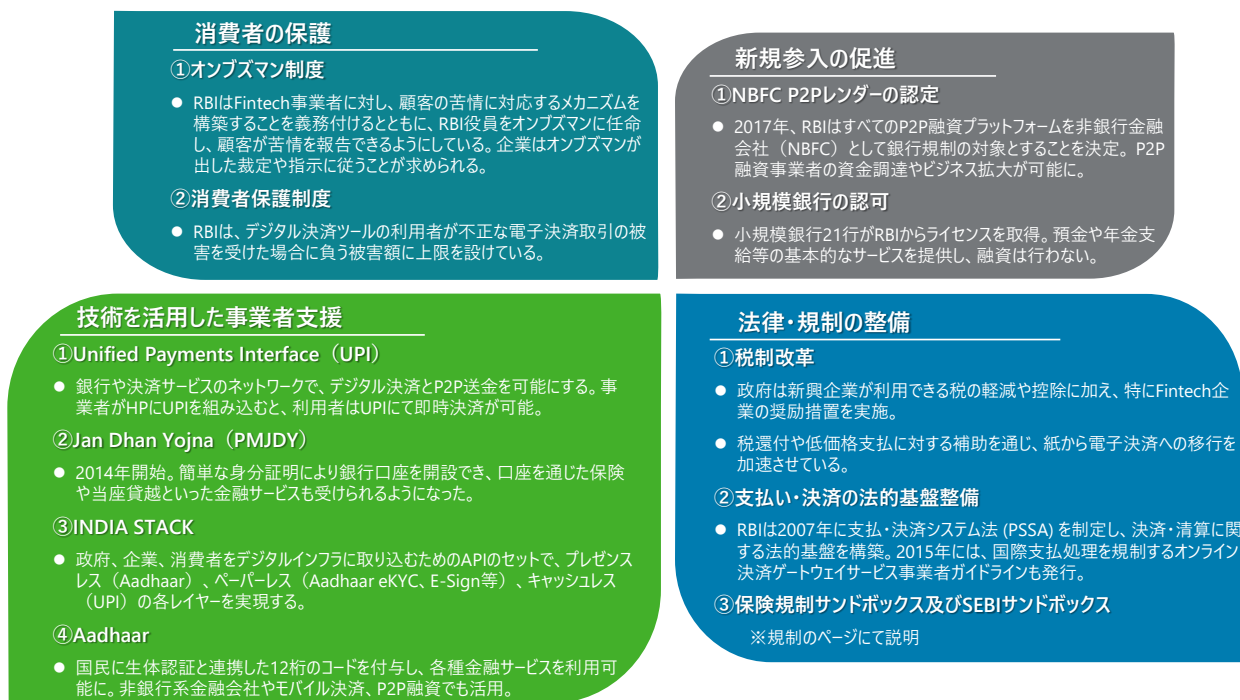 消費者の保護
①オンブズマン制度
● RBIはFintech事業者に対し、顧客の苦情に対応するメカニズムを
構築することを義務付けるとともに、RBI役員をオンブズマンに任命
し、顧客が苦情を報告できるようにしている。企業はオンブズマンが
出した裁定や指示に従うことが求められる。
②消費者保護制度
● RBIは、デジタル決済ツールの利用者が不正な電子決済取引の被
害を受けた場合に負う被害額に上限を設けている。
新規参入の促進
①NBFC P2Pレンダーの認定
● 2017年、RBIはすべてのP2P融資プラットフォームを非銀行金融
会社（NBFC）として銀行規制の対象とすることを決定。P2P
融資事業者の資金調達やビジネス拡大が可能に。
②小規模銀行の認可
● 小規模銀行21行がRBIからライセンスを取得。預金や年金支
給等の基本的なサービスを提供し、融資は行わない。
技術を活用した事業者支援
①Unified Payments Interface（UPI）
● 銀行や決済サービスのネットワークで、デジタル決済とP2P送金を可能にする。事
業者がHPにUPIを組み込むと、利用者はUPIにて即時決済が可能。
②Jan Dhan Yojna（PMJDY）
● 2014年開始。簡単な身分証明により銀行口座を開設でき、口座を通じた保険
や当座貸越といった金融サービスも受けられるようになった。
③INDIA STACK
● 政府、企業、消費者をデジタルインフラに取り込むためのAPIのセットで、プレゼンス
レス（Aadhaar）、ペーパーレス（Aadhaar eKYC、E-Sign等）、キャッシュレス
（UPI）の各レイヤーを実現する。
④Aadhaar
● 国民に生体認証と連携した12桁のコードを付与し、各種金融サービスを利用可
能に。非銀行系金融会社やモバイル決済、P2P融資でも活用。
法律・規制の整備
①税制改革
● 政府は新興企業が利用できる税の軽減や控除に加え、特にFintech企
業の奨励措置を実施。
● 税還付や低価格支払に対する補助を通じ、紙から電子決済への移行を
加速させている。
②支払い・決済の法的基盤整備
● RBIは2007年に支払・決済システム法 (PSSA) を制定し、決済・清算に関
する法的基盤を構築。2015年には、国際支払処理を規制するオンライン
決済ゲートウェイサービス事業者ガイドラインも発行。
③保険規制サンドボックス及びSEBIサンドボックス
※規制のページにて説明